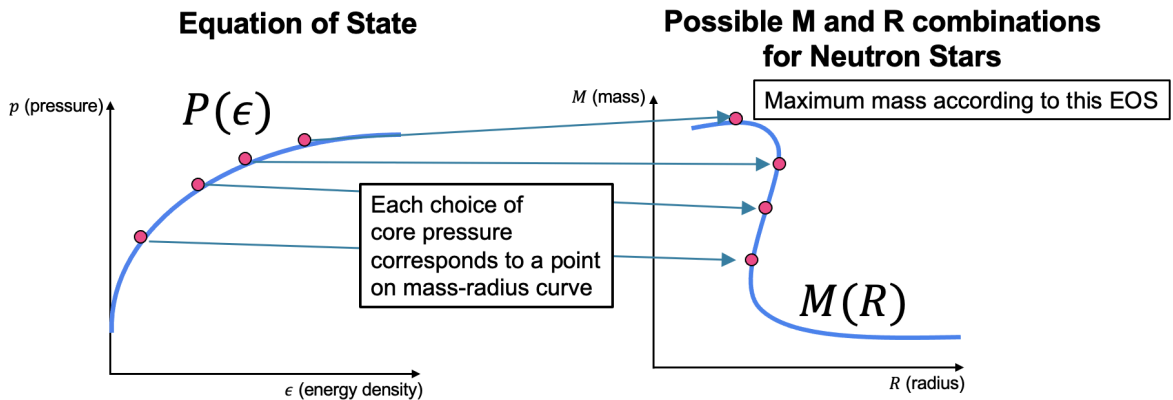 Equation of State
Possible M and R combinations
for Neutron Stars
p (pressure)
P(ϵ)
M (mass)
Maximum mass according to this EOS
Each choice of
core pressure
corresponds to a point
on mass-radius curve
M(R)
ϵ (energy density)
R (radius)